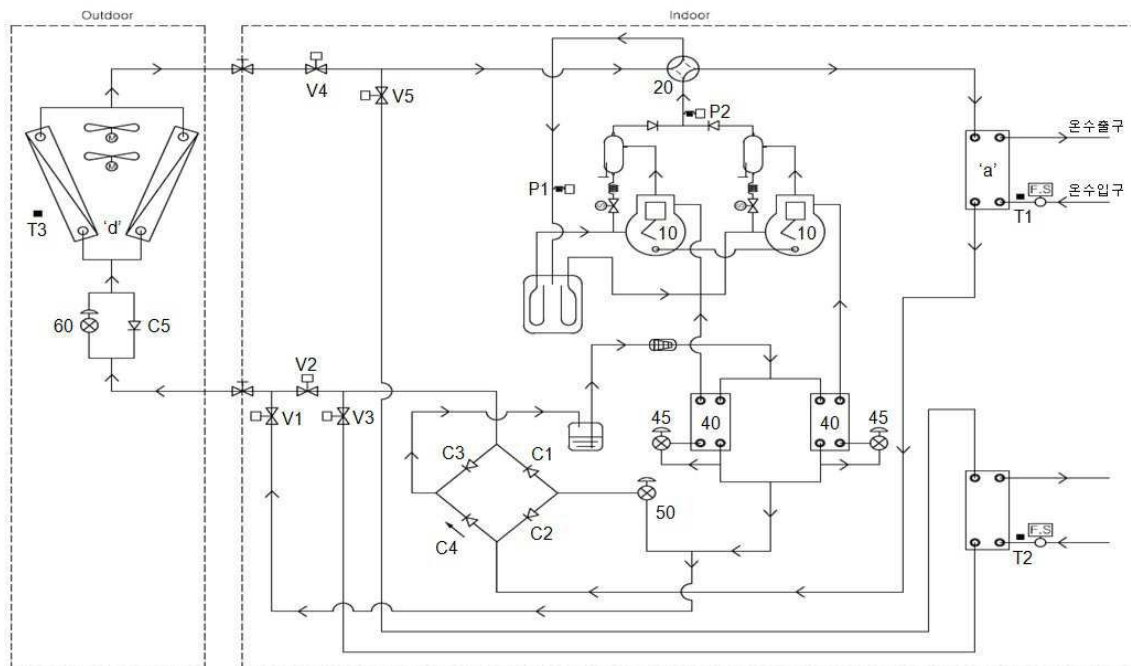 Outdoor
Indoor
V4
V5
20
P2
P1
10
10
온수출구
'a'
온수입구
F.S
T1
T3
'd'
60
C5
V2
V1
V3
C3
C1
C4
C2
45
40
40
45
50
F.S
T2
M
M